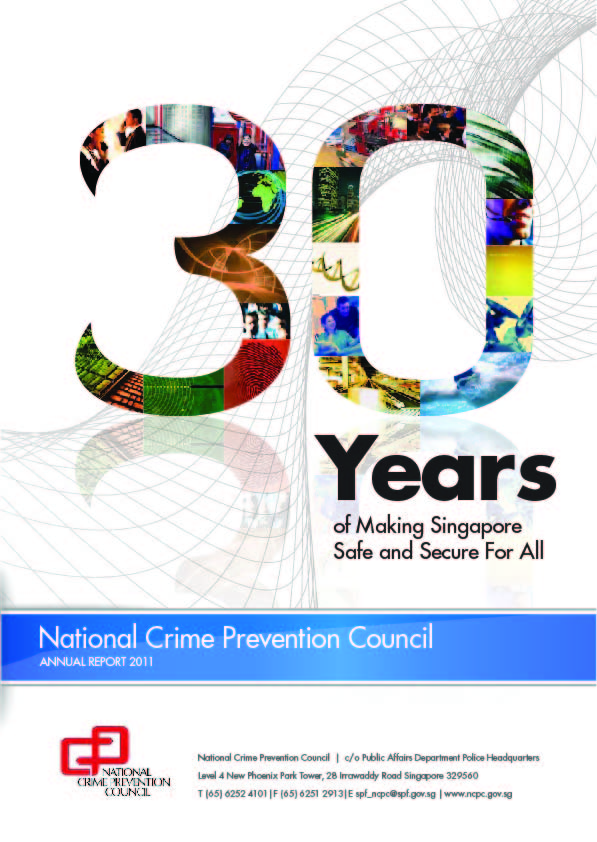 30
Years
of Making Singapore
Safe and Secure For All
National Crime Prevention Council
ANNUAL REPORT 2011
NATIONAL
CRIME PREVENTION
COUNCIL
National Crime Prevention Council | c/o Public Affairs Department Police Headquarters
Level 4 New Phoenix Park Tower, 28 Irrawaddy Road Singapore 329560
T (65) 6252 4101|F (65) 6251 2913|E spf_ncpc@spf.gov.sg |www.ncpc.gov.sg